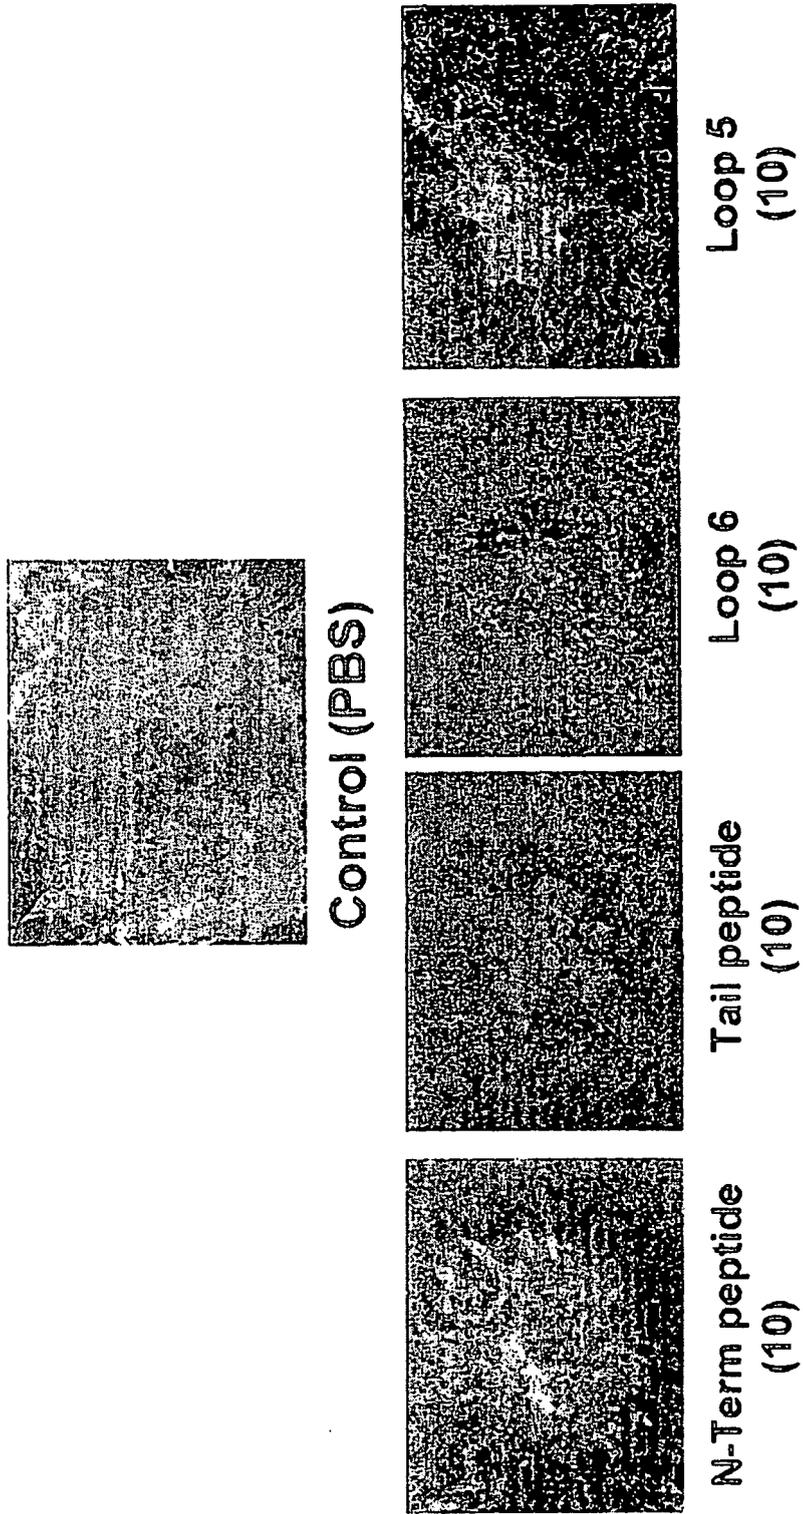 Control (PBS)
N-Term peptide
(10)
Tail peptide
(10)
Loop 6
(10)
Loop 5
(10)